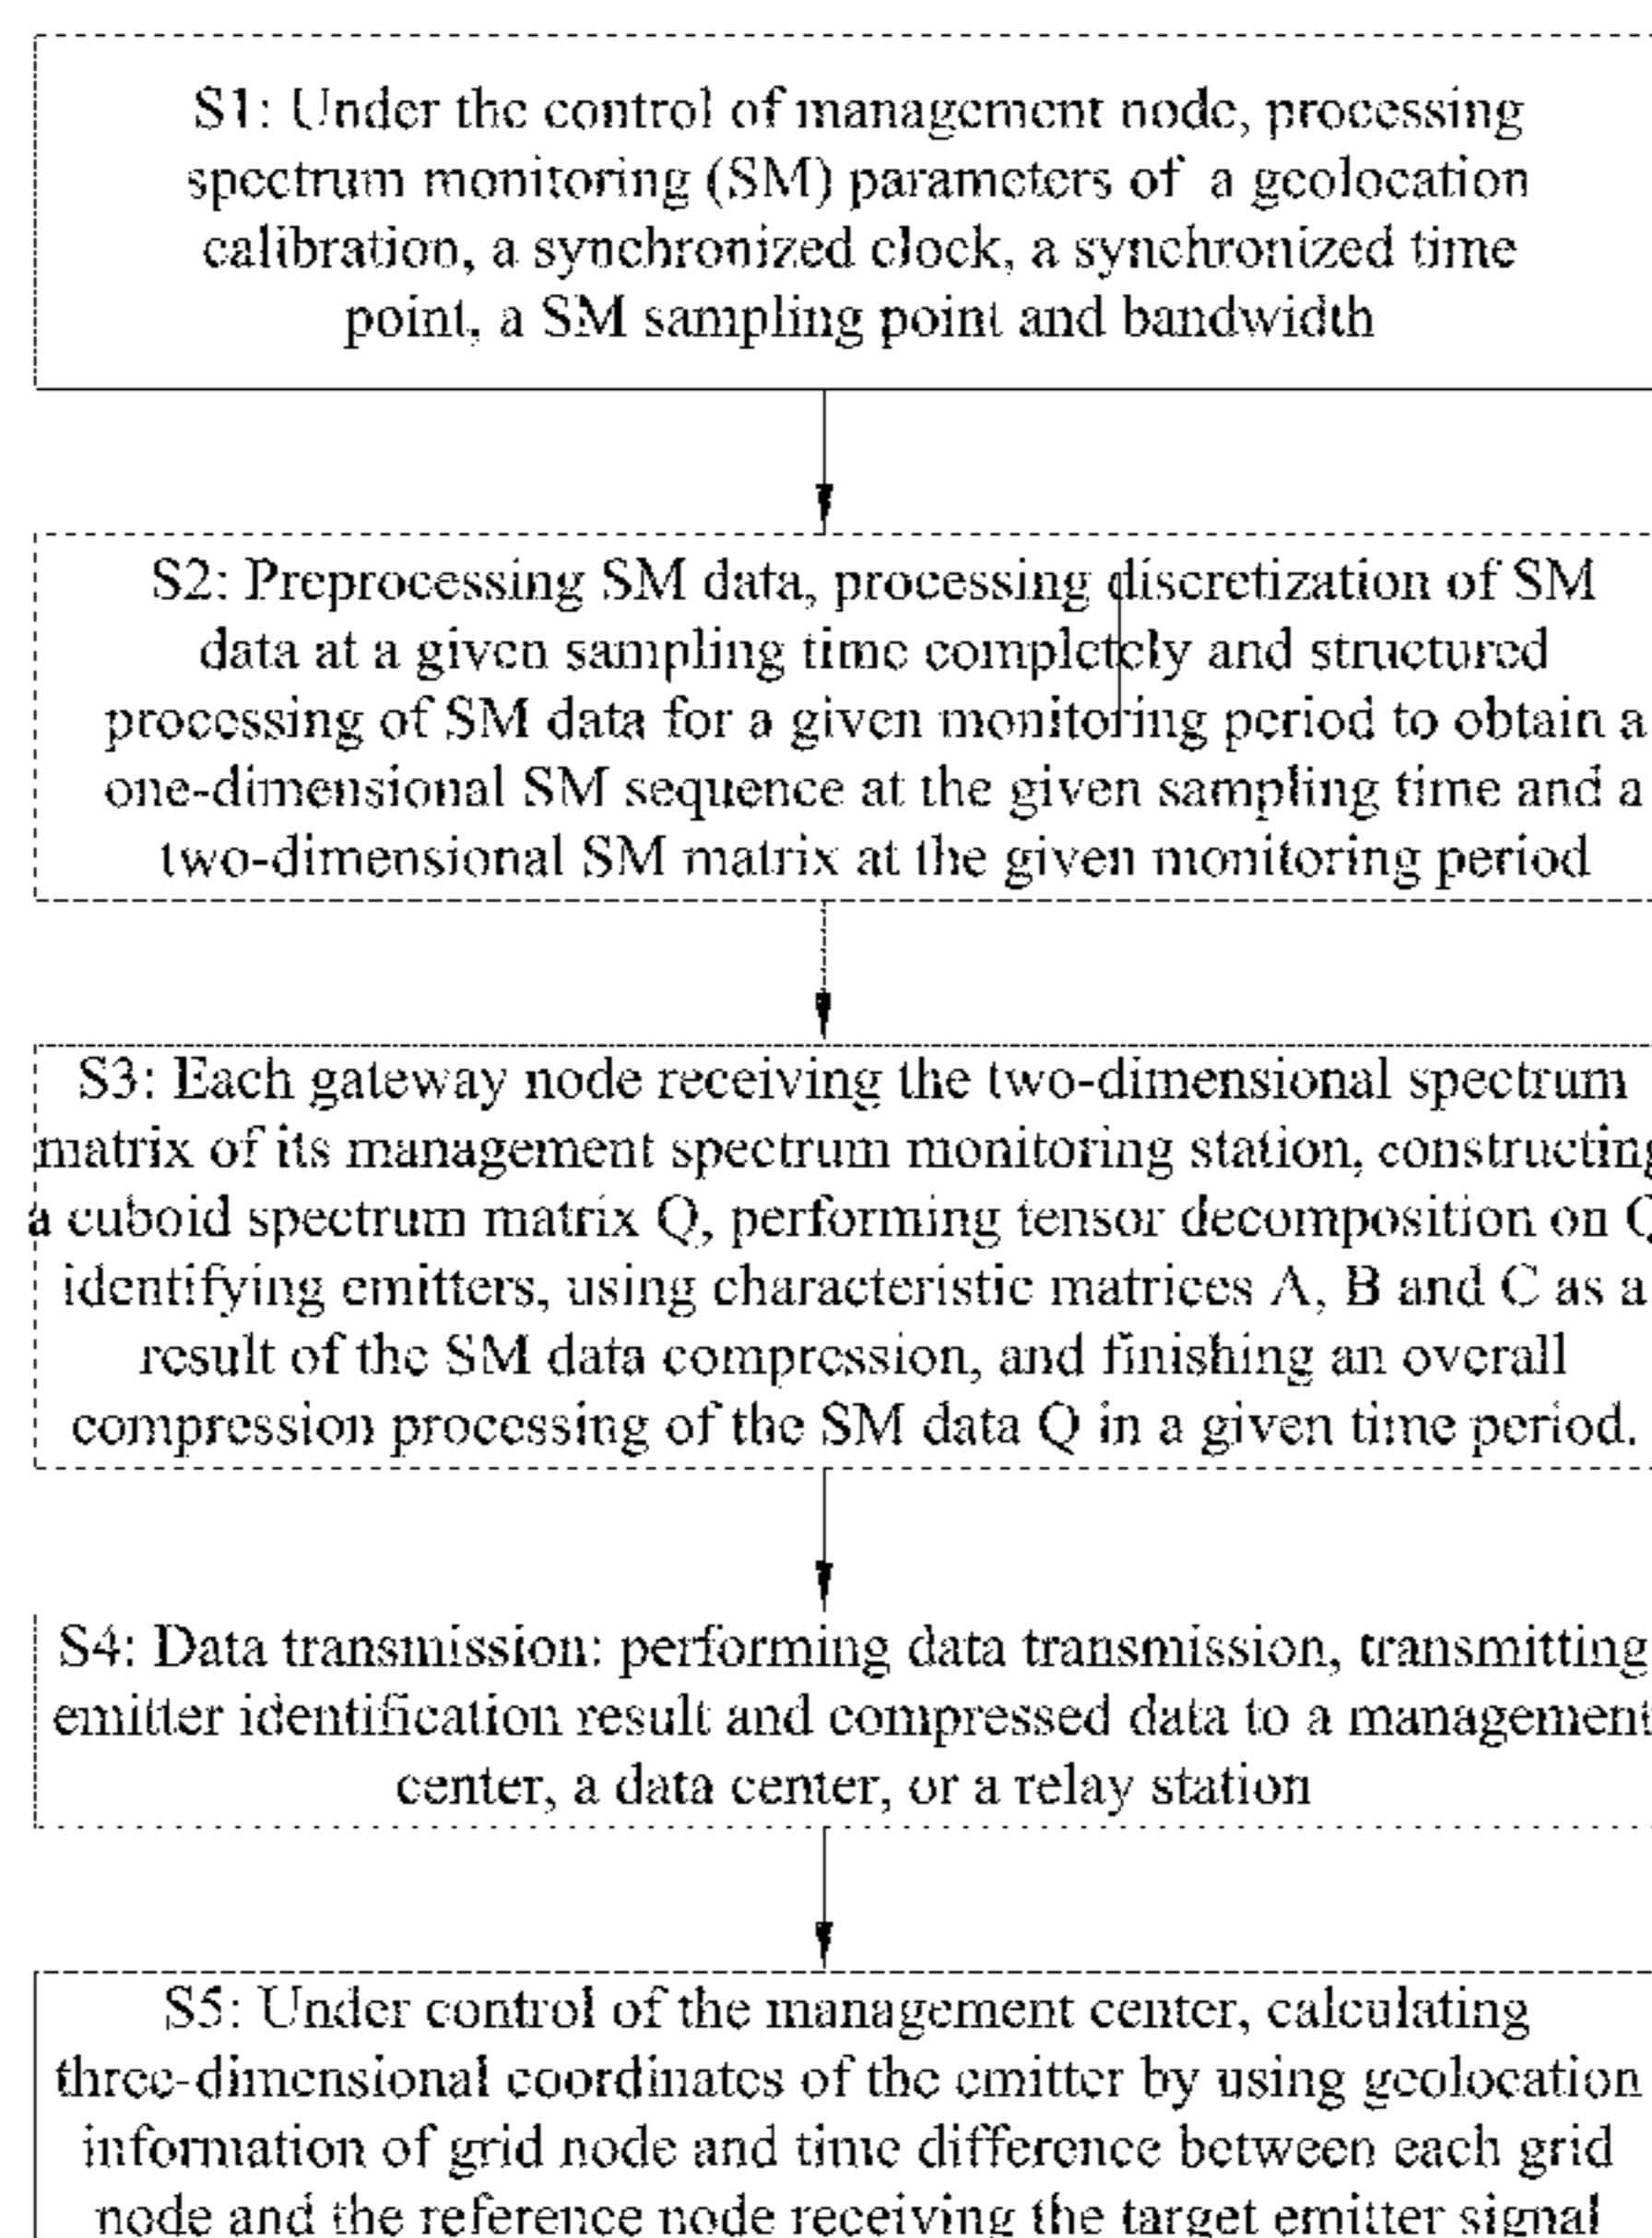 S1: Under the control of management node, processing
spectrum monitoring (SM) parameters of a geolocation
calibration, a synchronized clock, a synchronized time
point, a SM sampling point and bandwidth
S2: Preprocessing SM data, processing discretization of SM
data at a given sampling time completely and structured
processing of SM data for a given monitoring period to obtain a
one-dimensional SM sequence at the given sampling time and a
two-dimensional SM matrix at the given monitoring period
S3: Each gateway node receiving the two-dimensional spectrum
matrix of its management spectrum monitoring station, constructing
a cuboid spectrum matrix Q, performing tensor decomposition on Q
identifying emitters, using characteristic matrices A, B and C as a
result of the SM data compression, and finishing an overall
compression processing of the SM data Q in a given time period.
S4: Data transmission: performing data transmission, transmitting
emitter identification result and compressed data to a management
center, a data center, or a relay station
S5: Under control of the management center, calculating
three-dimensional coordinates of the emitter by using geolocation
information of grid node and time difference between each grid
node and the reference node receiving the target emitter signal